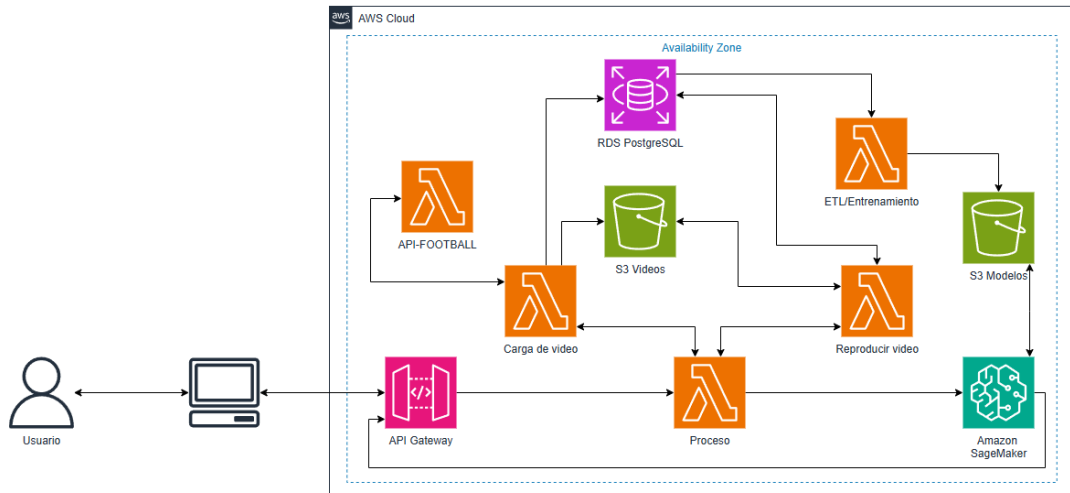 aws
AWS Cloud
Availability Zone
RDS PostgreSQL
ETL/Entrenamiento
API-FOOTBALL
S3 Videos
S3 Modelos
Carga de video
Reproducir video
Usuario
API Gateway
Proceso
Amazon
SageMaker